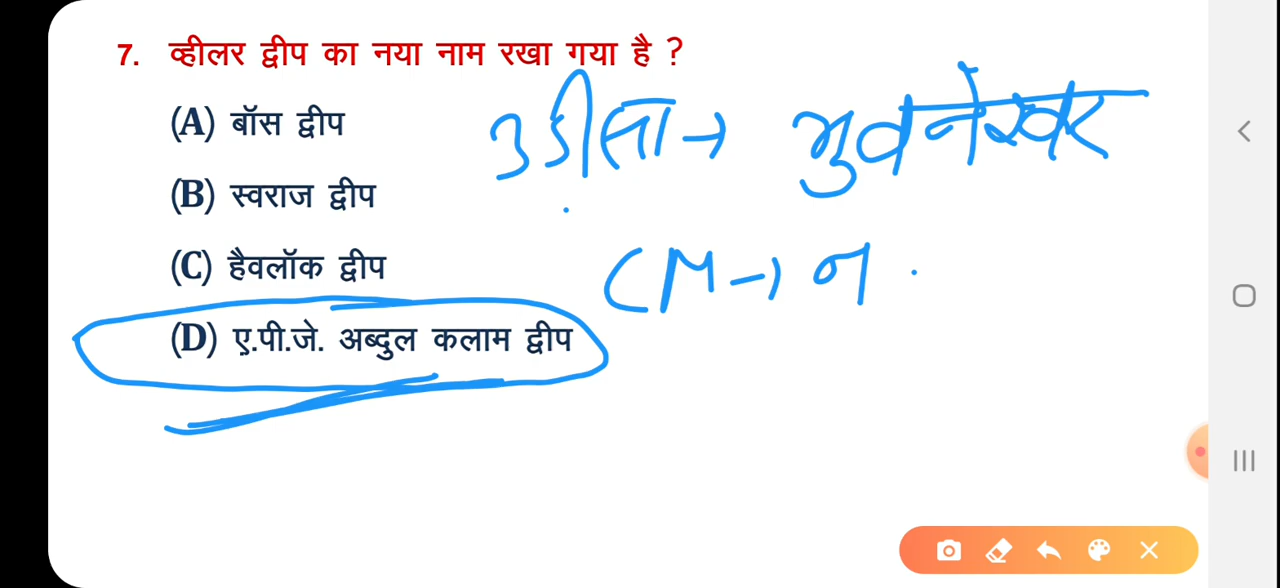 7. व्हीलर द्वीप का नया नाम रखा गया है ?
(A) बॉस द्वीप
(B) स्वराज द्वीप
(C) हैवलॉक द्वीप
(D) ए.पी.जे. अब्दुल कलाम द्वीप
उडीसा → भुवनेश्वर
CM → न